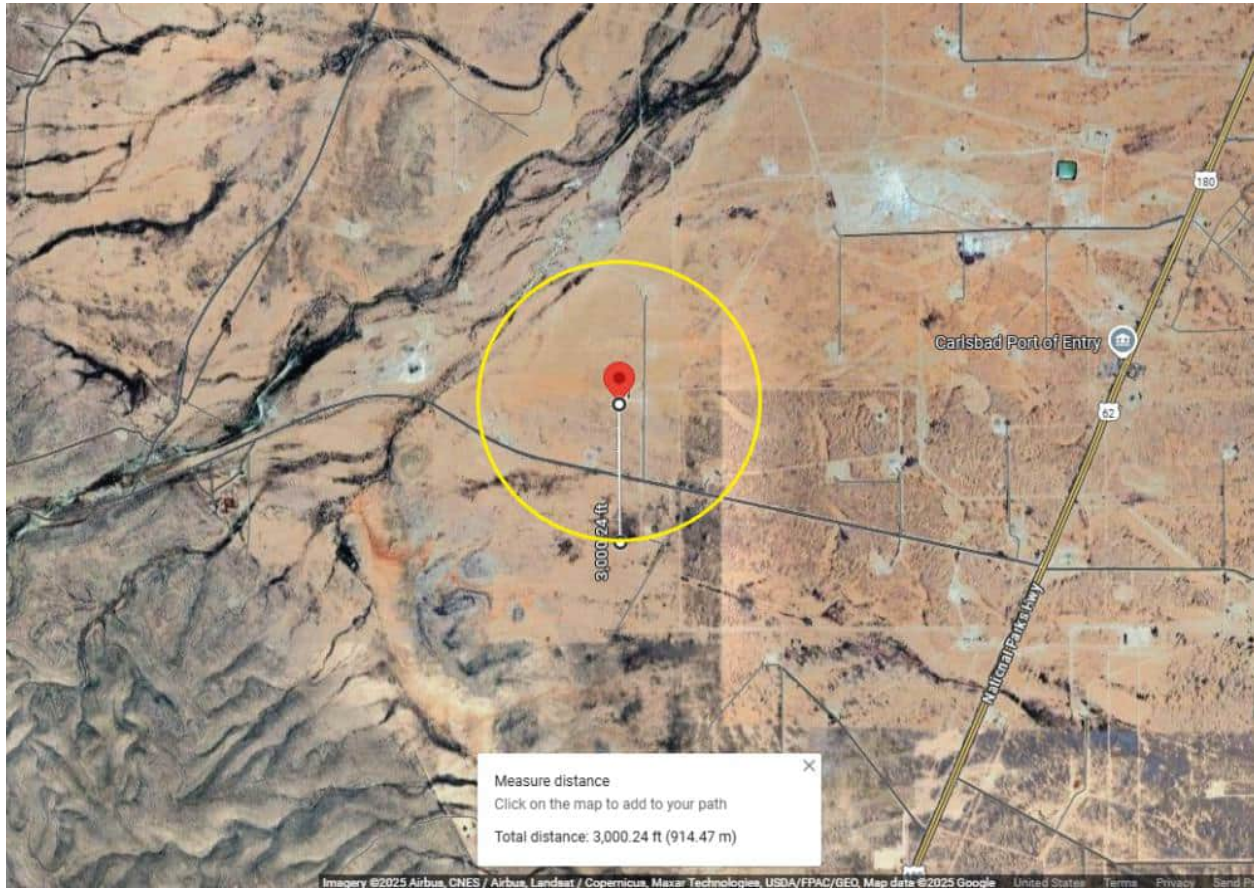 180
Carlsbad Port of Entry
62
3,000.24 ft
National Parks Hwy
Measure distance
Click on the map to add to your path
Total distance: 3,000.24 ft (914.47 m)
Imagery ©2025 Airbus, CNES / Airbus, Landsat / Copernicus, Maxar Technologies, USDA/FPAC/GEO, Map data ©2025 Google United States Terms Privacy